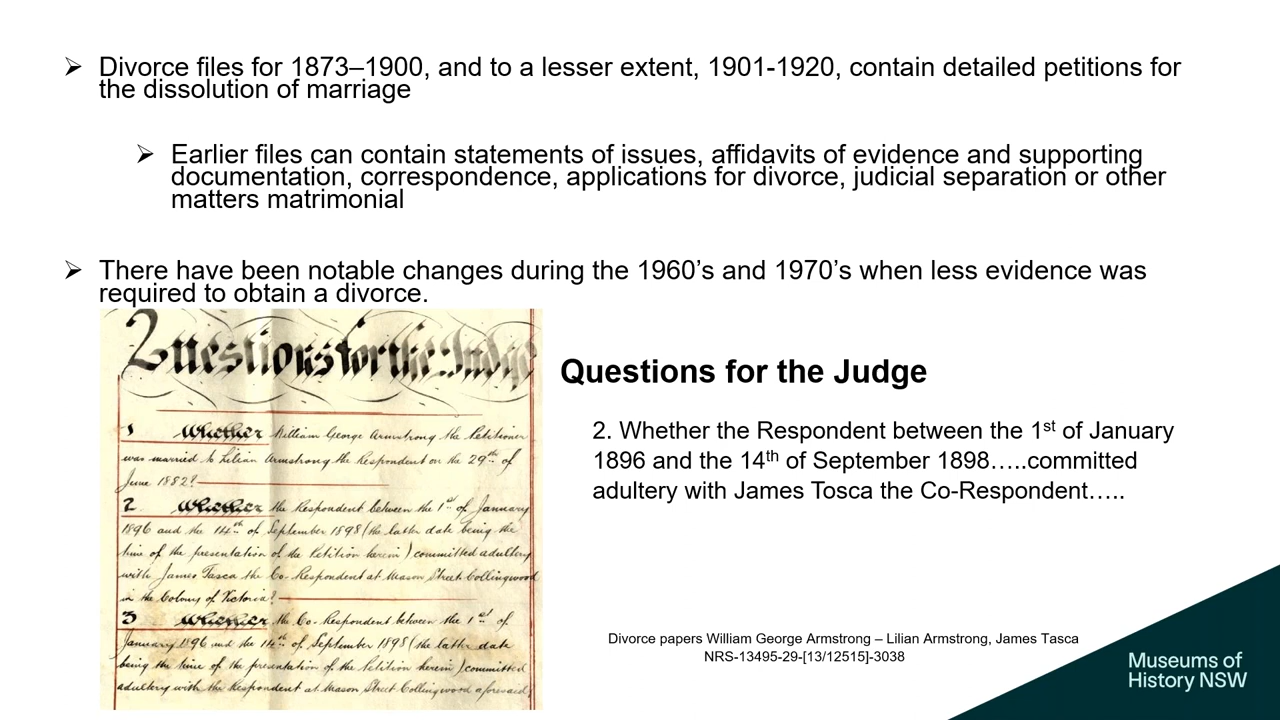 ➢ Divorce files for 1873–1900, and to a lesser extent, 1901-1920, contain detailed petitions for
the dissolution of marriage
➢ Earlier files can contain statements of issues, affidavits of evidence and supporting
documentation, correspondence, applications for divorce, judicial separation or other
matters matrimonial
➢ There have been notable changes during the 1960’s and 1970’s when less evidence was
required to obtain a divorce.
Questions for the Judge
1 Whether William George Armstrong the Petitioner
was married to Lilian Armstrong the Respondent on the 29th of
June 1882?
2 Whether the Respondent between the 1st of January
1896 and the 14th of September 1898 (the latter date being the
time of the presentation of the Petition herein) committed adultery
with James Tasca the Co-Respondent at Mason Street Collingwood
in the Colony of Victoria?
3 Whether the Co-Respondent between the 1st of
January 1896 and the 14th of September 1898 (the latter date
being the time of the presentation of the Petition herein) committed
adultery with the Respondent at Mason Street Collingwood aforesaid,
Questions for the Judge
2. Whether the Respondent between the 1st of January
1896 and the 14th of September 1898…..committed
adultery with James Tosca the Co-Respondent…..
Divorce papers William George Armstrong – Lilian Armstrong, James Tasca
NRS-13495-29-[13/12515]-3038
Museums of
History NSW